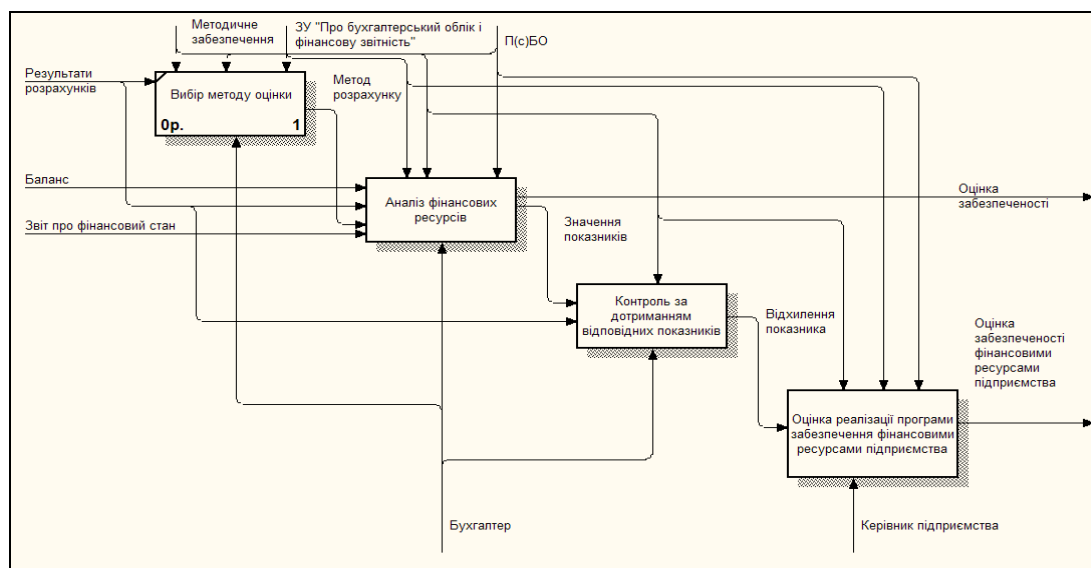 Методичне
забезпечення
ЗУ "Про бухгалтерський облік і
фінансову звітність"
П(с)БО
Результати
розрахунків
Вибір методу оцінки
0р. 1
Метод
розрахунку
Баланс
Аналіз фінансових
ресурсів
Оцінка
забезпеченості
Звіт про фінансовий стан
Значення
показників
Контроль за
дотриманням
відповідних показників
Відхилення
показника
Оцінка
забезпеченості
фінансовими
ресурсами
підприємства
Оцінка реалізації програми
забезпечення фінансовими
ресурсами підприємства
Бухгалтер
Керівник підприємства